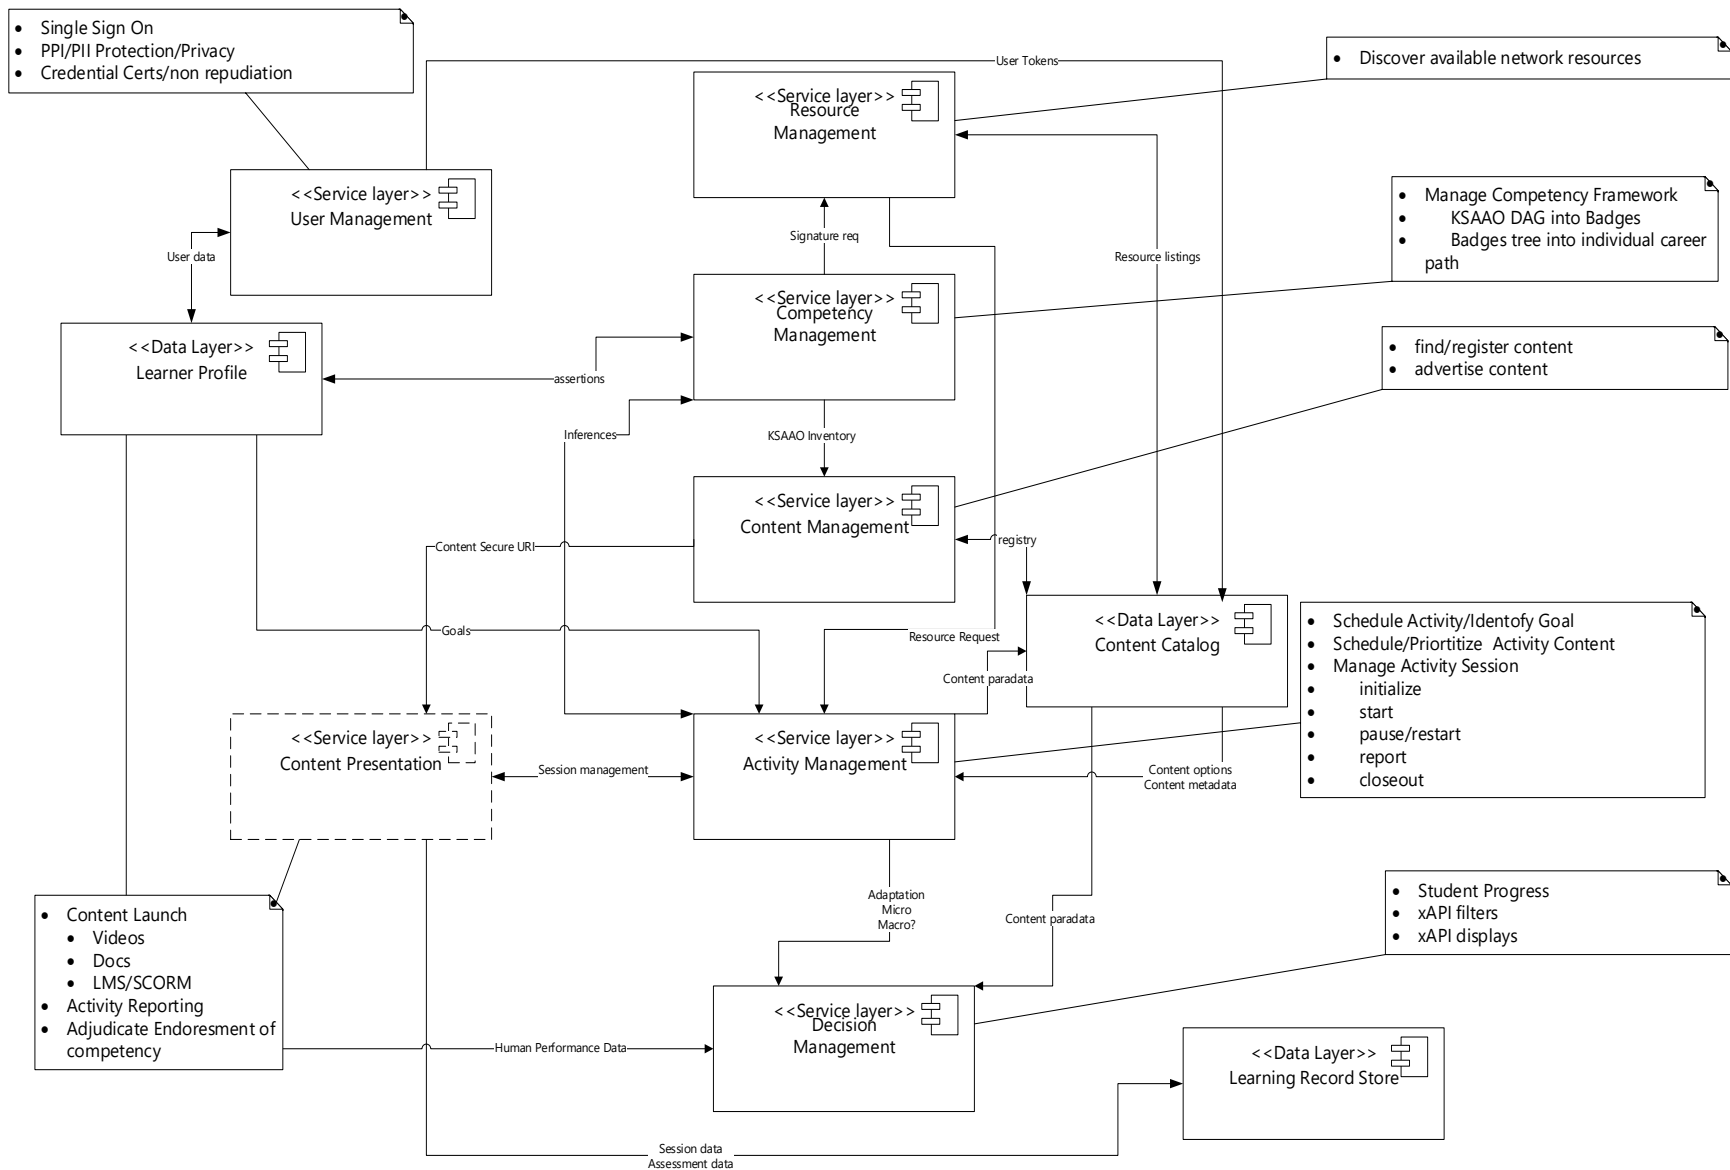 • Single Sign On
• PPI/PII Protection/Privacy
• Credential Certs/non repudiation
User Tokens
• Discover available network resources
<<Service layer>>
Resource
Management
<<Service layer>>
User Management
• Manage Competency Framework
• KSAAO DAG into Badges
• Badges tree into individual career
path
Signature req
User data
Resource listings
<<Service layer>>
Competency
Management
<<Data Layer>>
Learner Profile
• find/register content
• advertise content
assertions
Inferences
KSAAO Inventory
<<Service layer>>
Content Management
Content Secure URI
registry
<<Data Layer>>
Content Catalog
Goals
Resource Request
• Schedule Activity/Identofy Goal
• Schedule/Priortitize Activity Content
• Manage Activity Session
• initialize
• start
• pause/restart
• report
• closeout
Content paradata
<<Service layer>>
Content Presentation
Session management
<<Service layer>>
Activity Management
Content options
Content metadata
Adaptation
Micro
Macro?
Content paradata
• Student Progress
• xAPI filters
• xAPI displays
• Content Launch
• Videos
• Docs
• LMS/SCORM
• Activity Reporting
• Adjudicate Endoresment of
competency
Human Performance Data
<<Service layer>>
Decision
Management
<<Data Layer>>
Learning Record Store
Session data
Assessment data